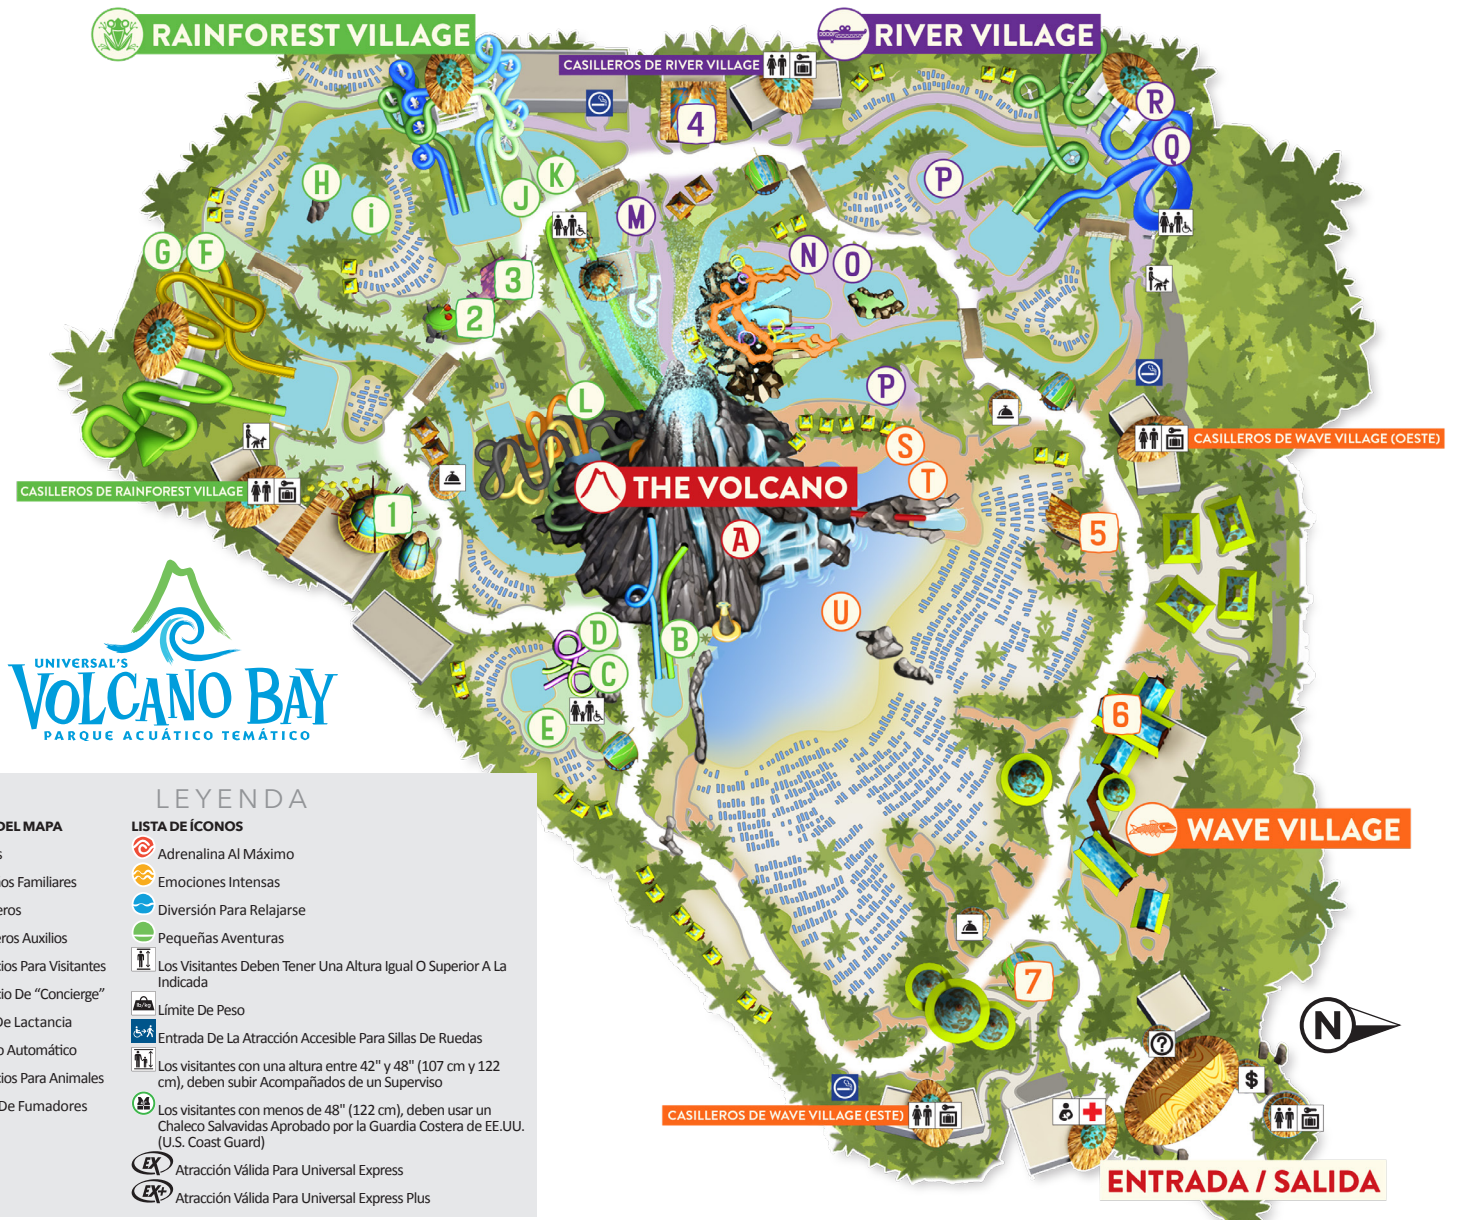 RAINFOREST VILLAGE
RIVER VILLAGE
CASILLEROS DE RIVER VILLAGE
4
R
Q
P
H
i
K
J
M
G
F
N
O
3
2
P
L
S
T
CASILLEROS DE WAVE VILLAGE (OESTE)
CASILLEROS DE RAINFOREST VILLAGE
THE VOLCANO
1
A
5
U
D
B
C
E
6
UNIVERSAL'S
VOLCANO BAY
PARQUE ACUÁTICO TEMÁTICO
WAVE VILLAGE
7
N
?
$
CASILLEROS DE WAVE VILLAGE (ESTE)
ENTRADA / SALIDA
LEYENDA
DEL MAPA
s
os Familiares
eros
ros Auxilios
ios Para Visitantes
io De “Concierge”
De Lactancia
o Automático
ios Para Animales
De Fumadores
LISTA DE ÍCONOS
Adrenalina Al Máximo
Emociones Intensas
Diversión Para Relajarse
Pequeñas Aventuras
Los Visitantes Deben Tener Una Altura Igual O Superior A La
Indicada
lb/kg Límite De Peso
Entrada De La Atracción Accesible Para Sillas De Ruedas
Los visitantes con una altura entre 42" y 48" (107 cm y 122
cm), deben subir Acompañados de un Superviso
Los visitantes con menos de 48" (122 cm), deben usar un
Chaleco Salvavidas Aprobado por la Guardia Costera de EE.UU.
(U.S. Coast Guard)
EX Atracción Válida Para Universal Express
EX+ Atracción Válida Para Universal Express Plus